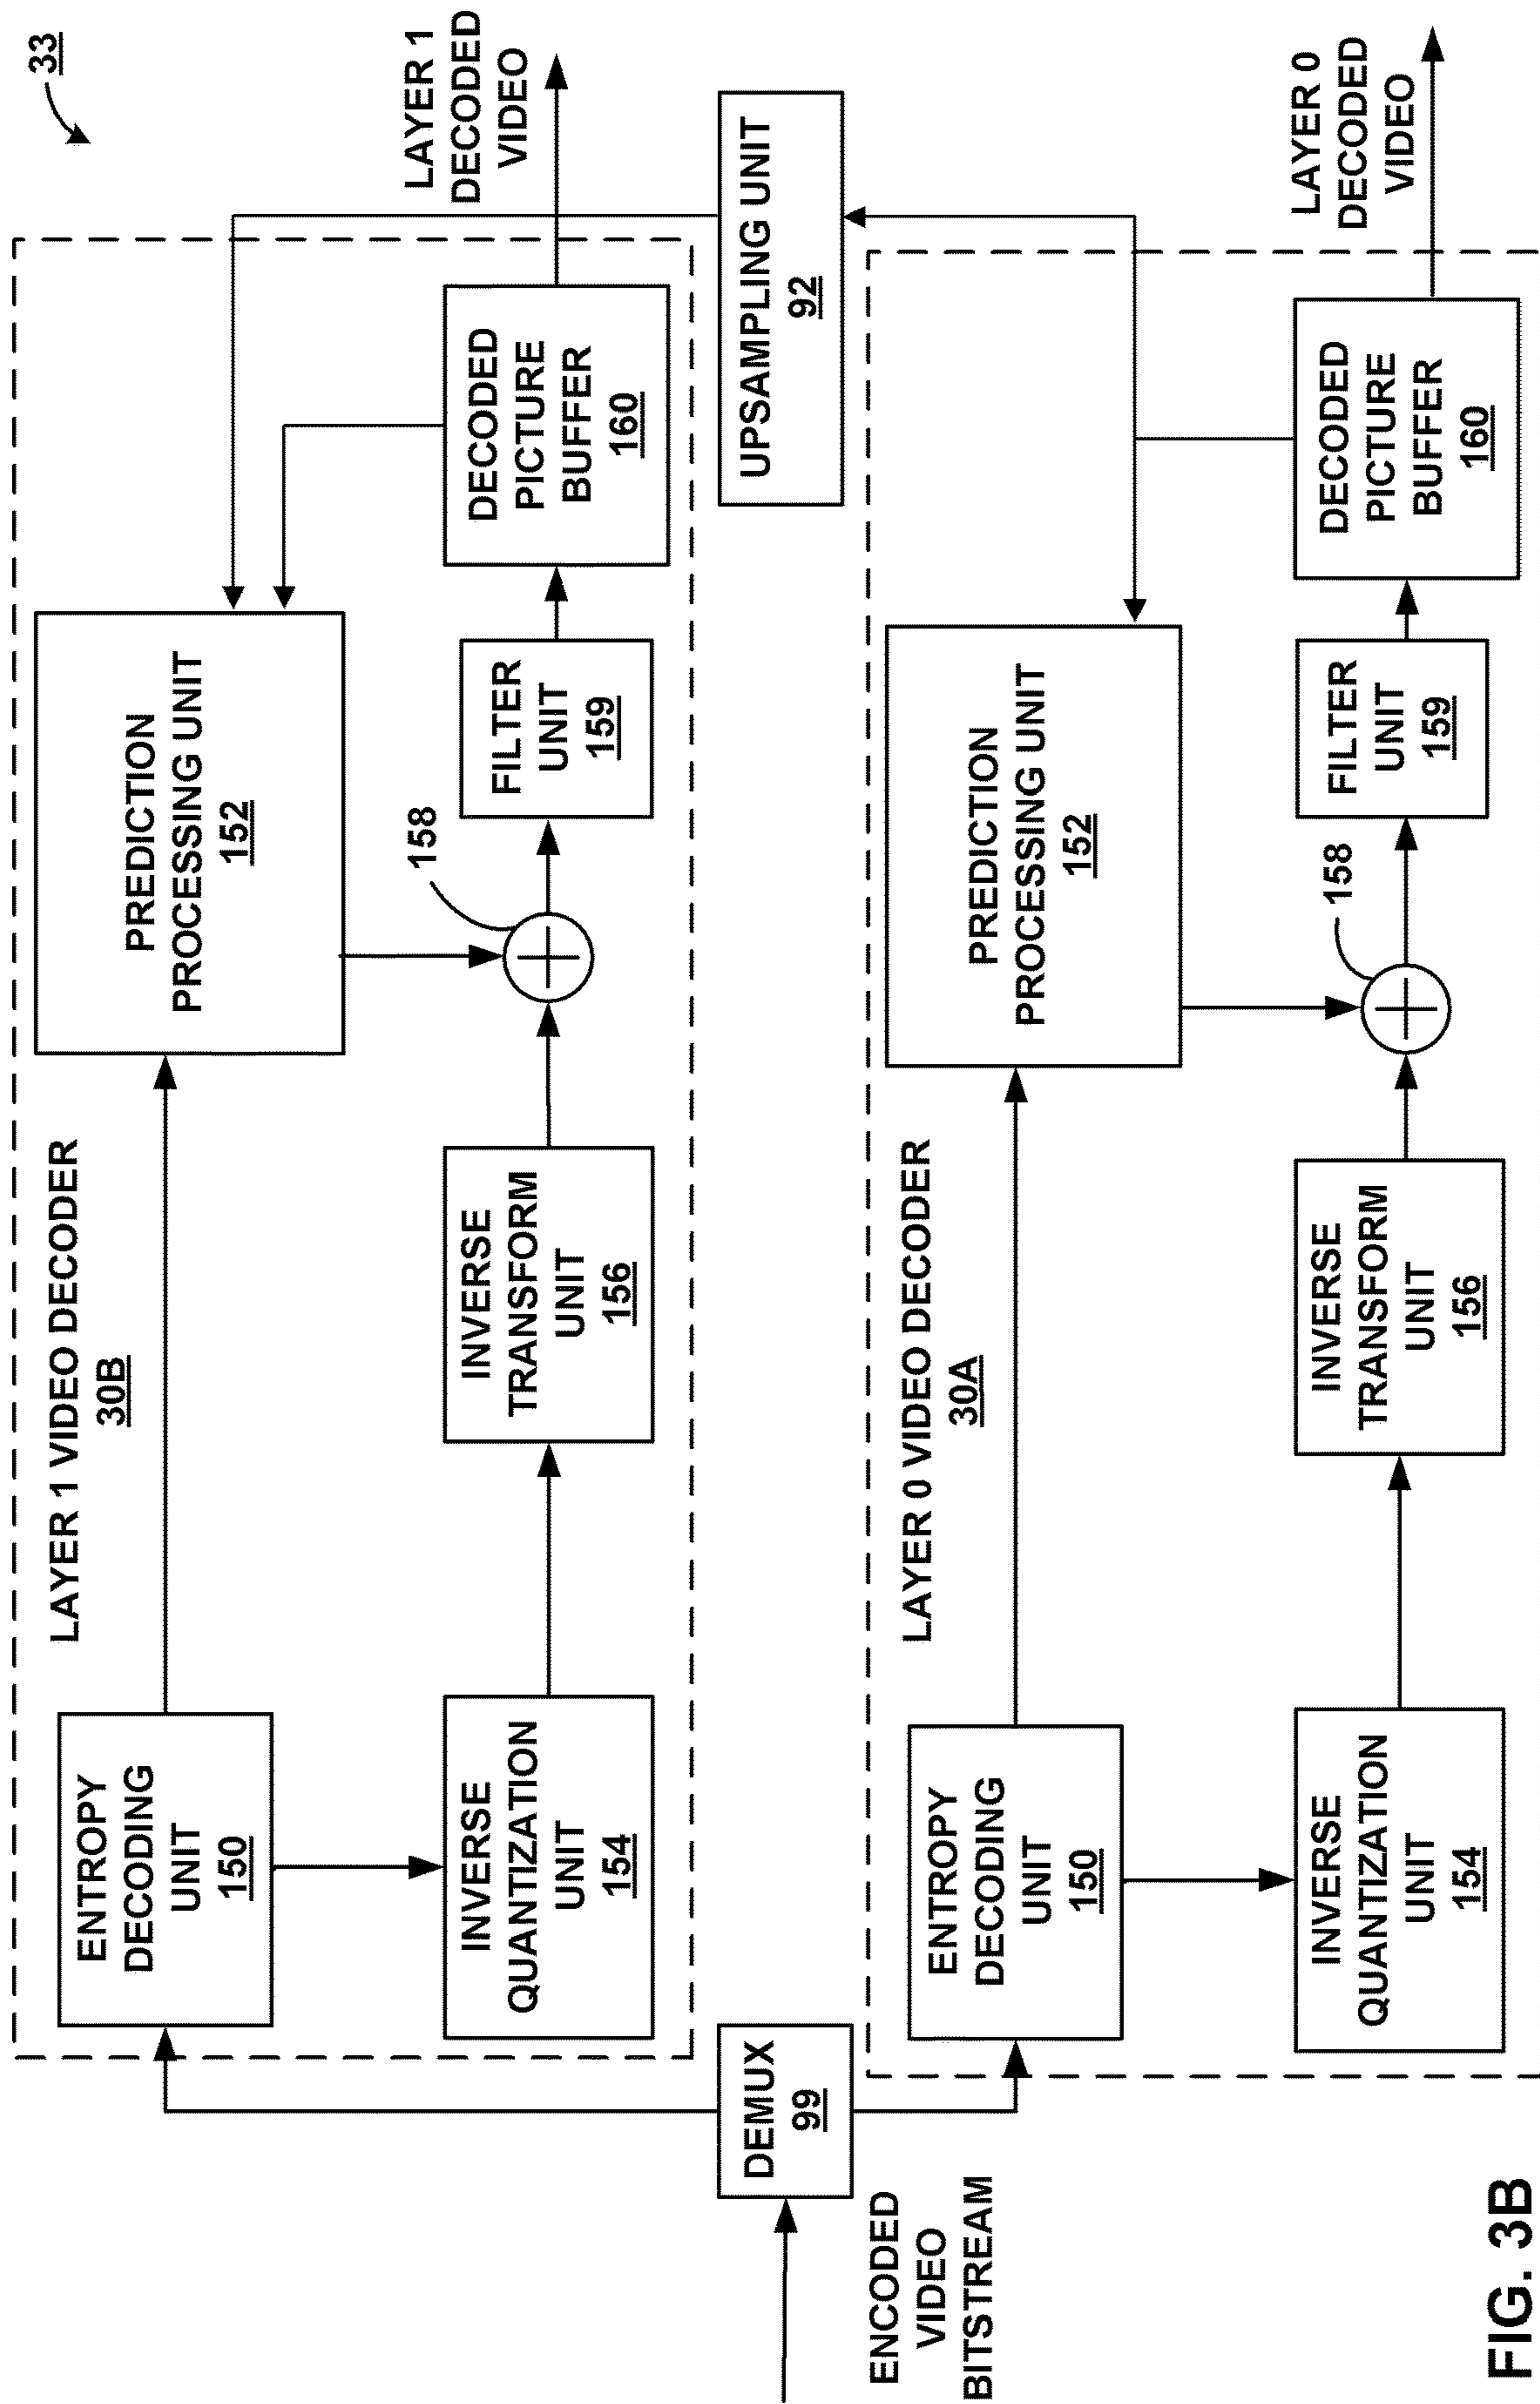 33
LAYER 1 VIDEO DECODER
30B
ENTROPY
DECODING
UNIT
150
PREDICTION
PROCESSING UNIT
152
INVERSE
QUANTIZATION
UNIT
154
INVERSE
TRANSFORM
UNIT
156
158
FILTER
UNIT
159
DECODED
PICTURE
BUFFER
160
LAYER 1
DECODED
VIDEO
DEMUX
99
ENCODED
VIDEO
BITSTREAM
UPSAMPLING UNIT
92
LAYER 0 VIDEO DECODER
30A
ENTROPY
DECODING
UNIT
150
PREDICTION
PROCESSING UNIT
152
INVERSE
QUANTIZATION
UNIT
154
INVERSE
TRANSFORM
UNIT
156
158
FILTER
UNIT
159
DECODED
PICTURE
BUFFER
160
LAYER 0
DECODED
VIDEO
FIG. 3B